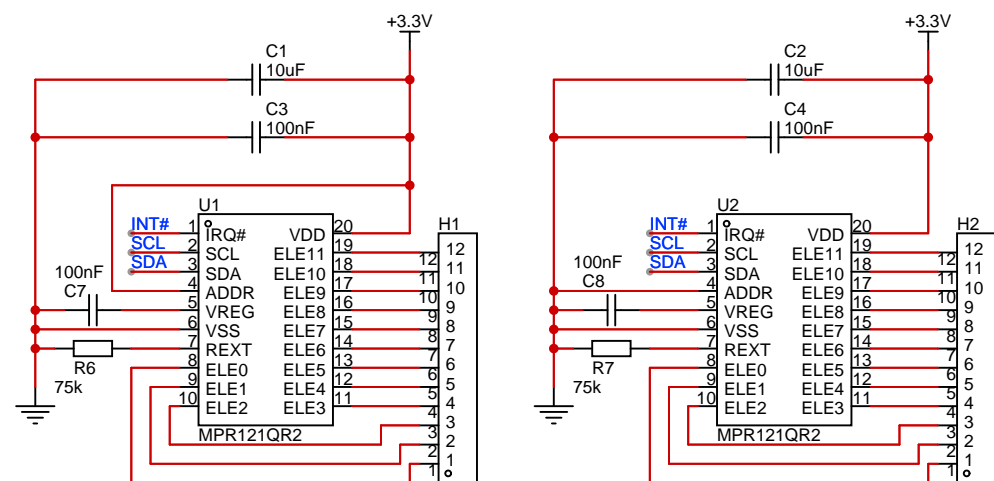 +3.3V
C1
10uF
C3
100nF
U1
INT#
SCL
SDA
1 IRQ# VDD 20
2 SCL ELE11 19
3 SDA ELE10 18
4 ADDR ELE9 17
5 VREG ELE8 16
6 VSS ELE7 15
7 REXT ELE6 14
8 ELE0 ELE5 13
9 ELE1 ELE4 12
10 ELE2 ELE3 11
MPR121QR2
100nF
C7
R6
75k
H1
12
12
11
11
10
10
9
9
8
8
7
7
6
6
5
5
4
4
3
3
2
2
1
1
+3.3V
C2
10uF
C4
100nF
U2
INT#
SCL
SDA
1 IRQ# VDD 20
2 SCL ELE11 19
3 SDA ELE10 18
4 ADDR ELE9 17
5 VREG ELE8 16
6 VSS ELE7 15
7 REXT ELE6 14
8 ELE0 ELE5 13
9 ELE1 ELE4 12
10 ELE2 ELE3 11
MPR121QR2
100nF
C8
R7
75k
H2
12
12
11
11
10
10
9
9
8
8
7
7
6
6
5
5
4
4
3
3
2
2
1
1